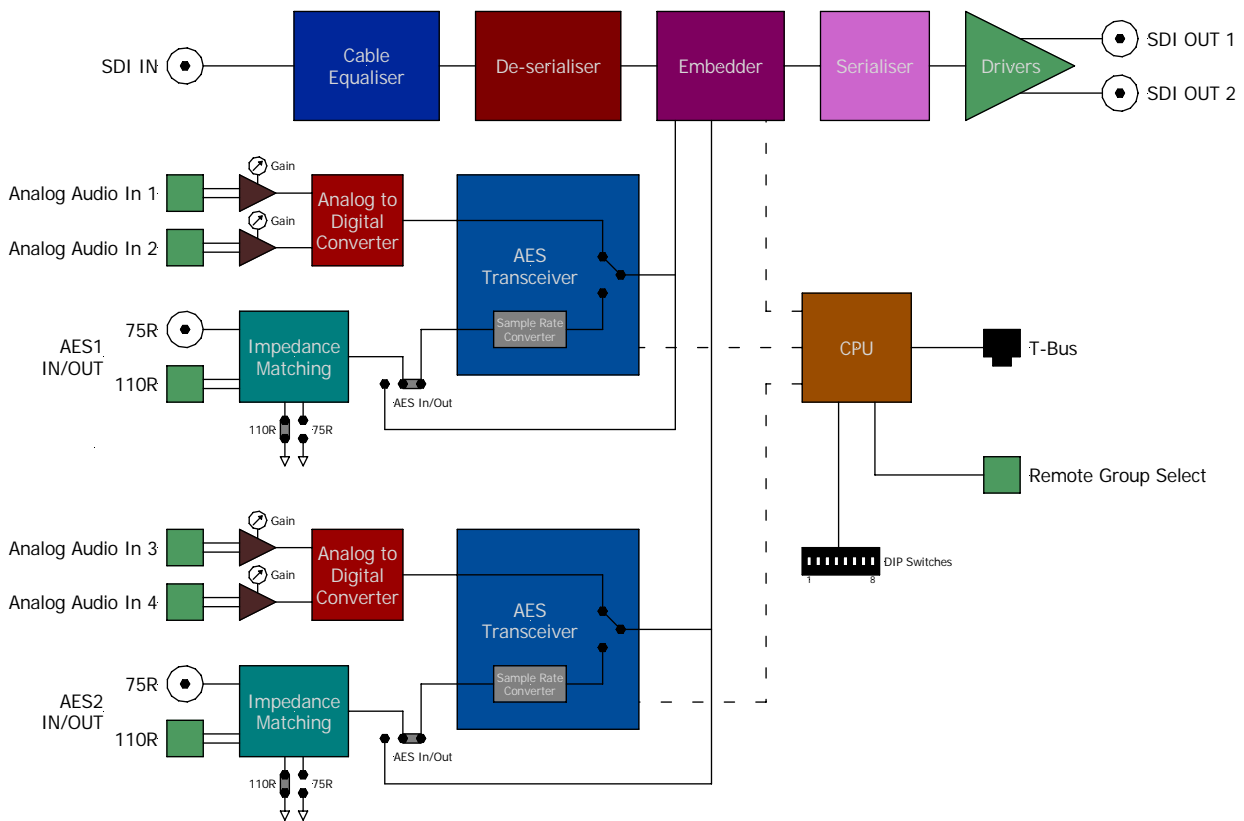 SDI IN
Cable
Equaliser
De-serialiser
Embedder
Serialiser
Drivers
SDI OUT 1
SDI OUT 2
Analog Audio In 1
Gain
Analog Audio In 2
Gain
Analog to
Digital
Converter
AES
Transceiver
Sample Rate
Converter
AES1
IN/OUT
75R
110R
Impedance
Matching
AES In/Out
110R
75R
CPU
T-Bus
Remote Group Select
DIP Switches
1
8
Analog Audio In 3
Gain
Analog Audio In 4
Gain
Analog to
Digital
Converter
AES
Transceiver
Sample Rate
Converter
AES2
IN/OUT
75R
110R
Impedance
Matching
AES In/Out
110R
75R